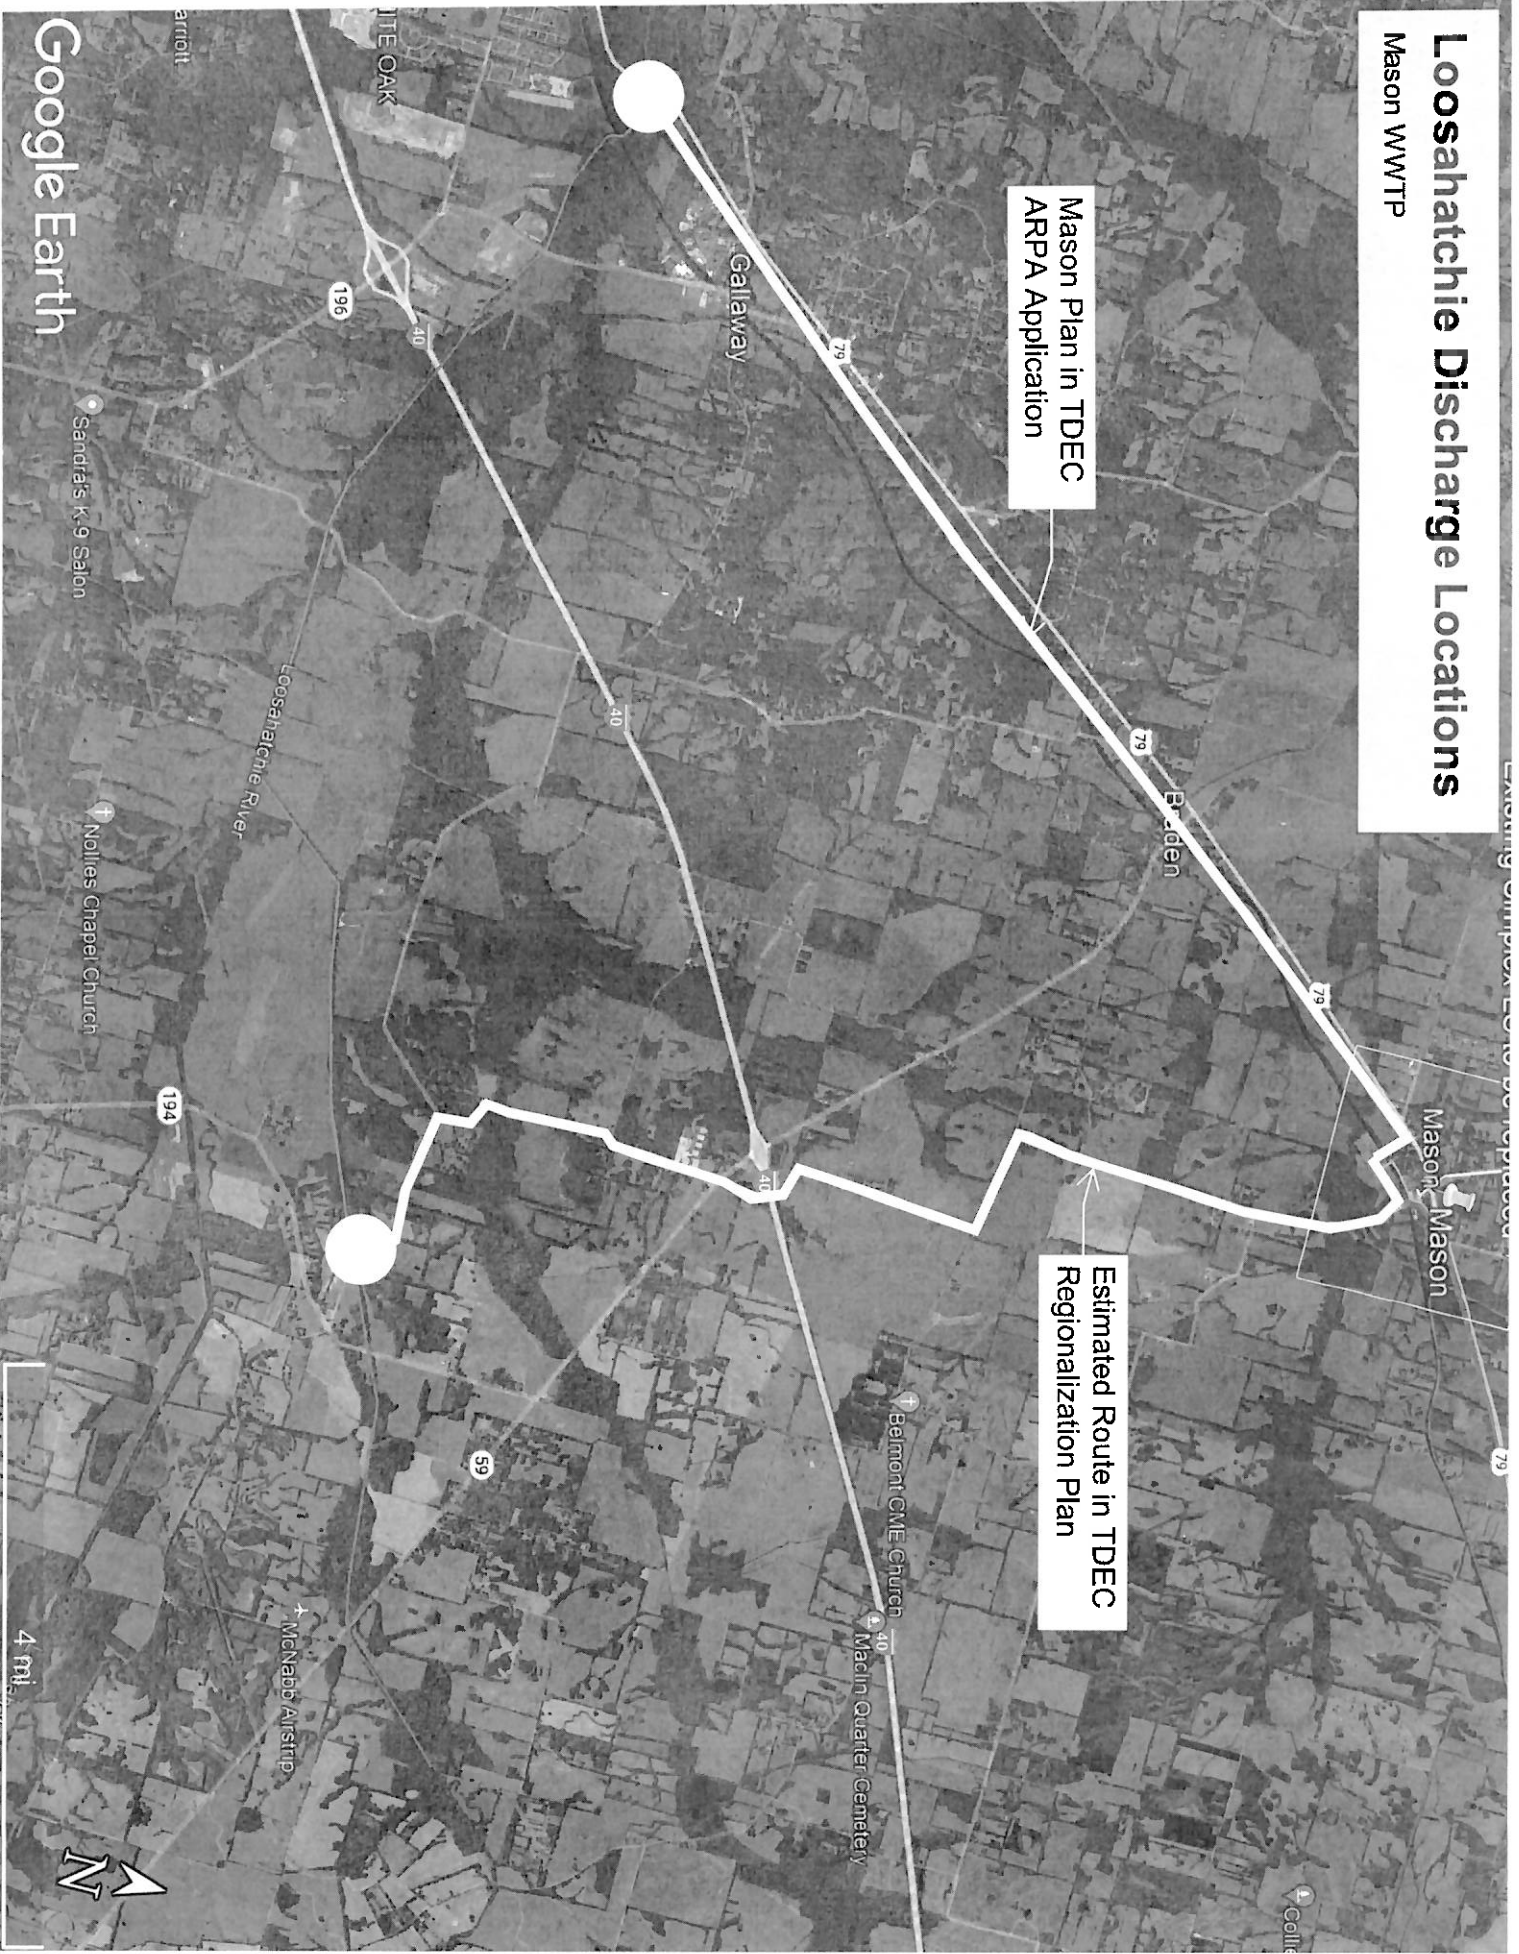 Loosahatchie Discharge Locations
Mason WWTP
Mason Plan in TDEC
ARPA Application
Estimated Route in TDEC
Regionalization Plan
Mason
Mason
79
79
79
79
Braden
Gallaway
40
40
40
40
196
59
194
Belmont CME Church
Maclin Quarter Cemetery
McNabb Airstrip
Loosahatchie River
Nolles Chapel Church
Sandra's K-9 Salon
Google Earth
4 mi
N